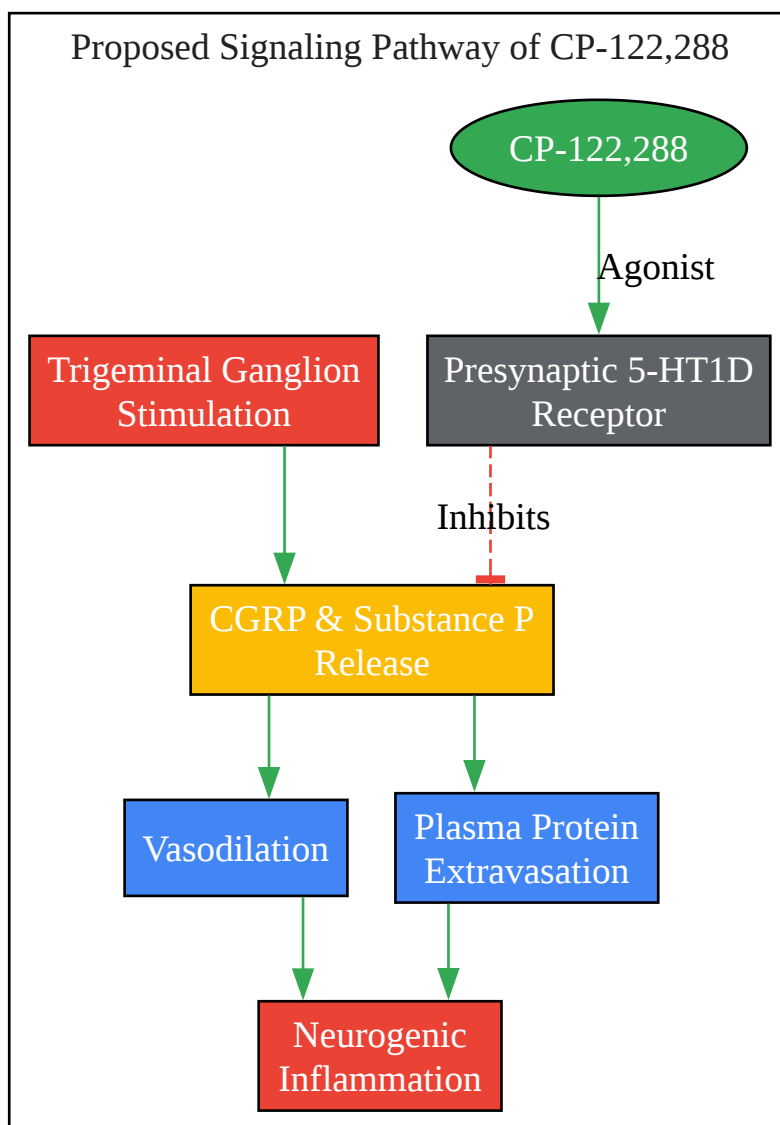 Proposed Signaling Pathway of CP-122,288
CP-122,288
Agonist
Trigeminal Ganglion
Stimulation
Presynaptic 5-HT1D
Receptor
Inhibits
CGRP & Substance P
Release
Vasodilation
Plasma Protein
Extravasation
Neurogenic
Inflammation